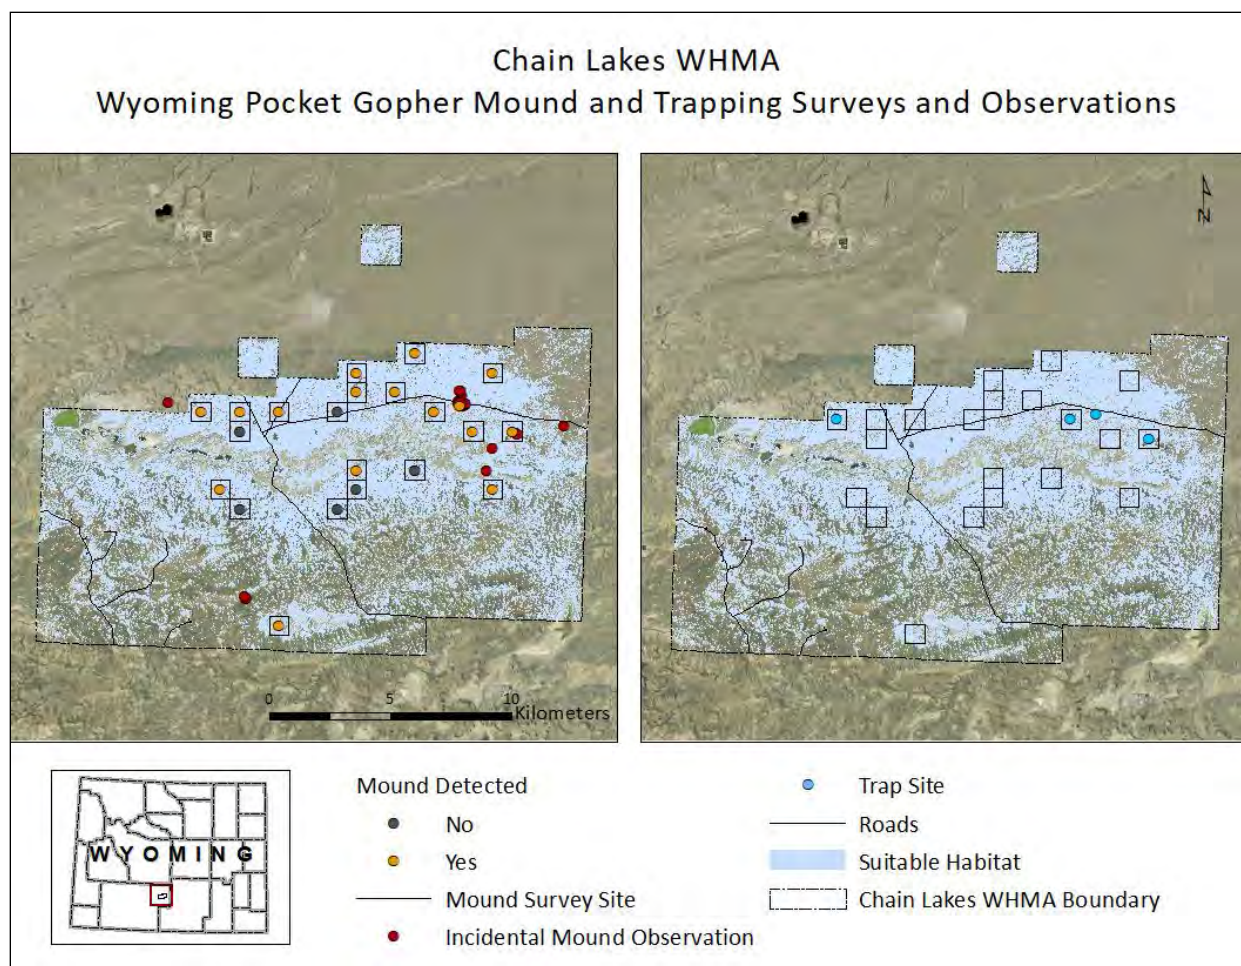 Chain Lakes WHMA
Wyoming Pocket Gopher Mound and Trapping Surveys and Observations
N
0 5 10
Kilometers
WYOMING
Mound Detected
No
Yes
Mound Survey Site
Incidental Mound Observation
Trap Site
Roads
Suitable Habitat
Chain Lakes WHMA Boundary